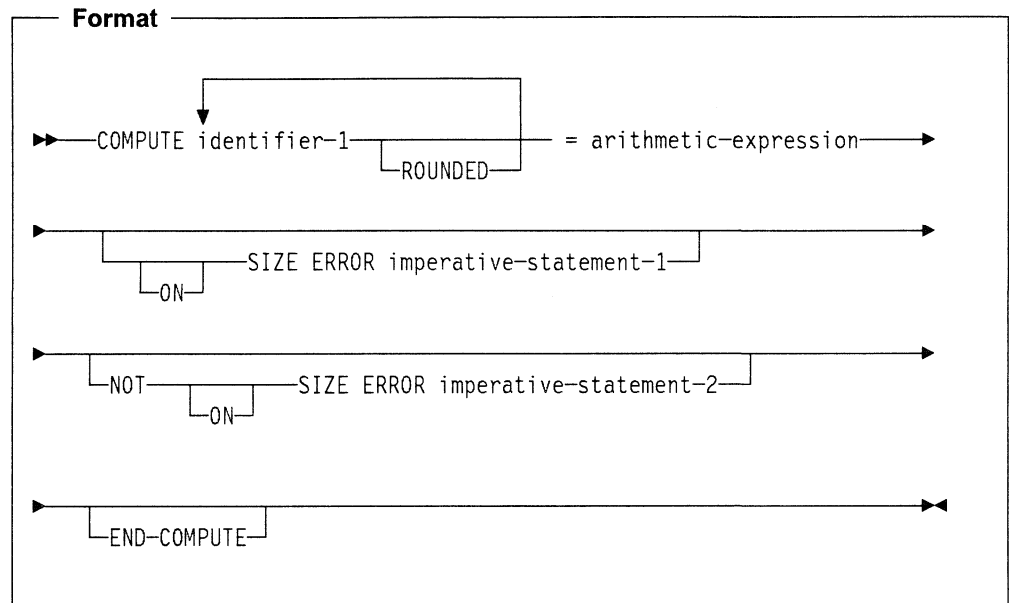 Format
COMPUTE identifier-1 = arithmetic-expression
ROUNDED
SIZE ERROR imperative-statement-1
ON
NOT SIZE ERROR imperative-statement-2
ON
END-COMPUTE